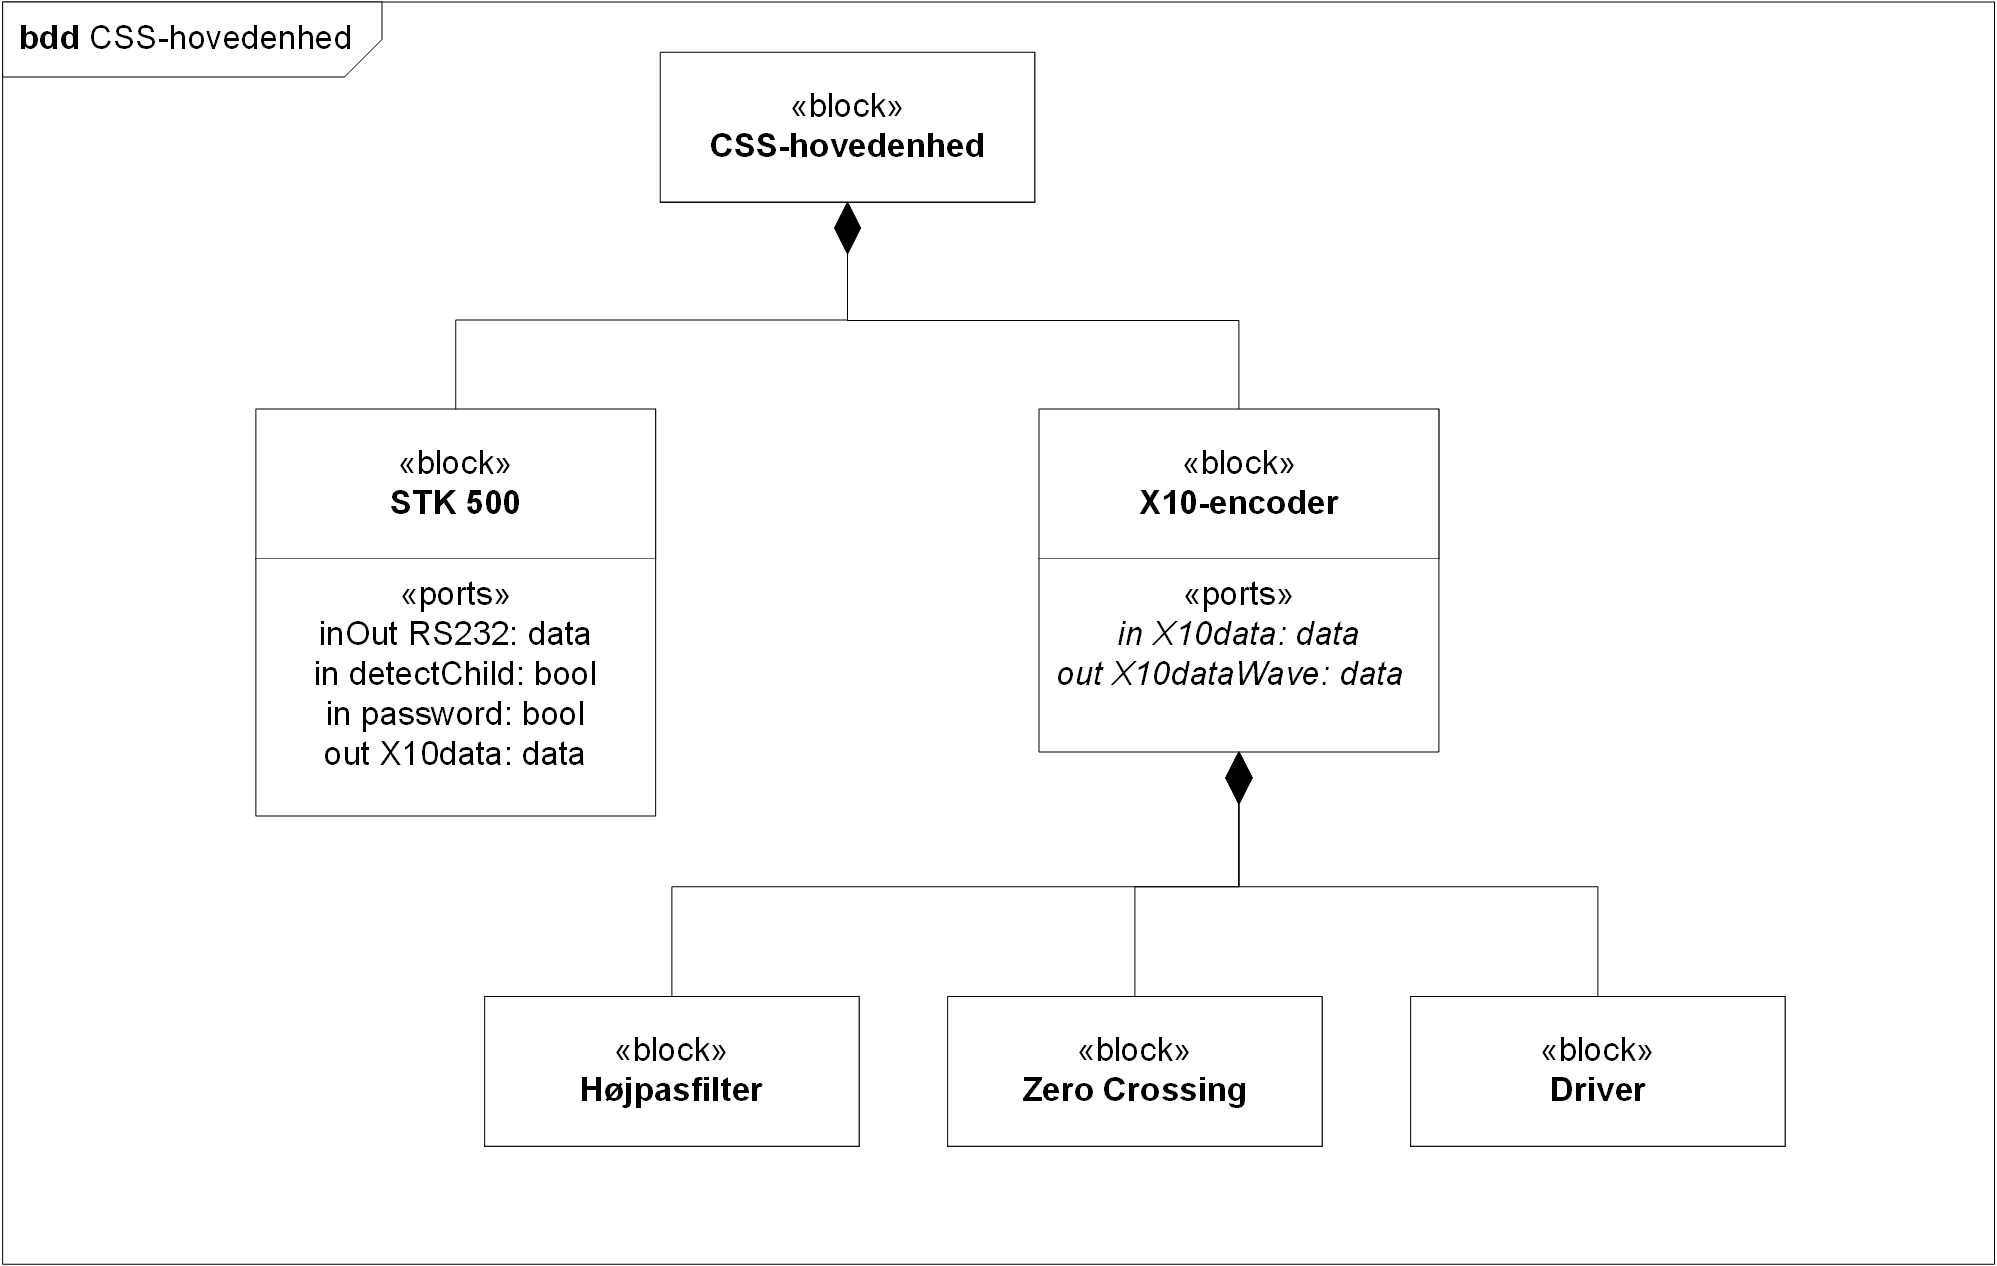 bdd CSS-hovedenhed
«block»
CSS-hovedenhed
«block»
STK 500
«ports»
inOut RS232: data
in detectChild: bool
in password: bool
out X10data: data
«block»
X10-encoder
«ports»
in X10data: data
out X10dataWave: data
«block»
Højpasfilter
«block»
Zero Crossing
«block»
Driver